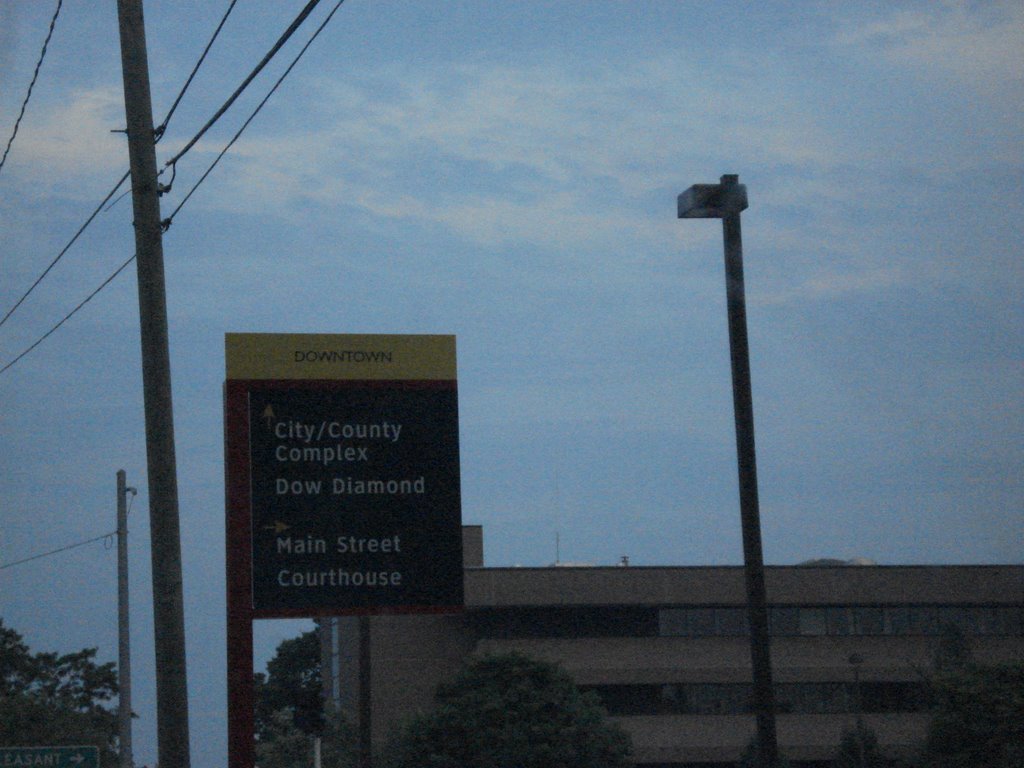 DOWNTOWN
↑
City/County
Complex
Dow Diamond
→
Main Street
Courthouse
EASANT →